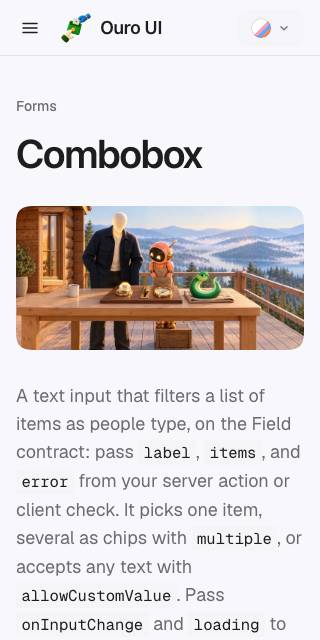 Ouro UI
Forms
Combobox
A text input that filters a list of
items as people type, on the Field
contract: pass label, items, and
error from your server action or
client check. It picks one item,
several as chips with multiple, or
accepts any text with
allowCustomValue. Pass
onInputChange and loading to